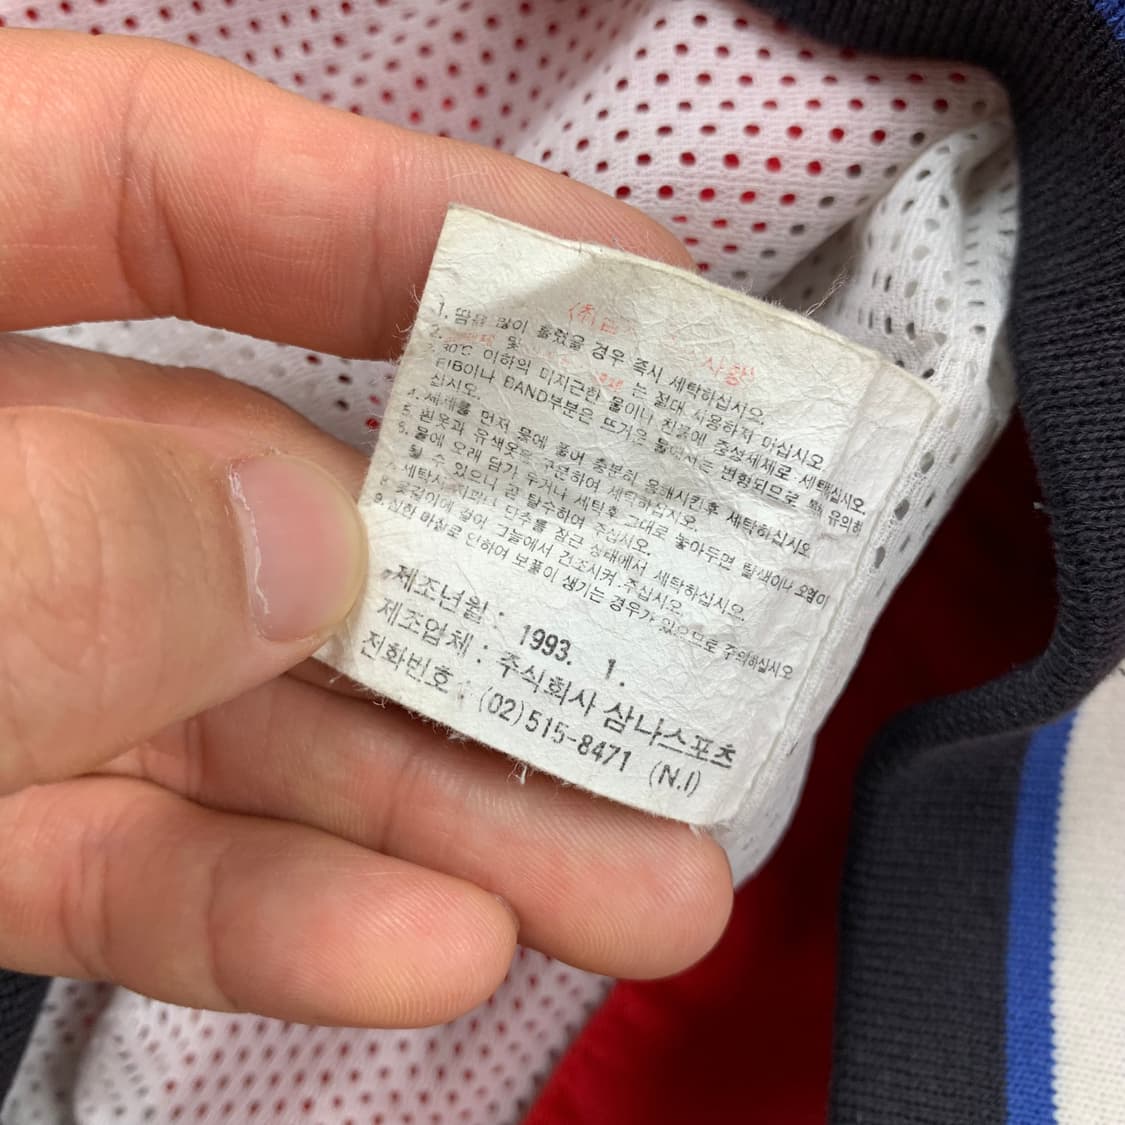 1. 땀을 많이 흘렸을 경우 즉시 세탁하십시오.
2. 및 는 절대 사용하지 마십시오
30℃ 이하의 미지근한 물이나 찬물에 중성세제로 세탁하십시오.
RIB이나 BAND부분은 뜨거운 물에서는 변형되므로 유의하
십시오.
4. 세제를 먼저 물에 풀어 충분히 용해시킨후 세탁하십시오
5. 흰옷과 유색옷을 구분하여 세탁하십시오.
6. 물에 오래 담가 두거나 세탁후 그대로 놓아두면 탈색이나 오염이
될 수 있으니 곧 탈수하여 주십시오.
단추를 잠근 상태에서 세탁하십시오.
8. 옷걸이에 걸어 그늘에서 건조시켜 주십시오.
9. 심한 마찰로 인하여 보풀이 생기는 경우가 있으므로 주의하십시오
제조년월 : 1993. 1.
제조업체 : 주식회사 삼나스포츠
전화번호 : (02)515-8471 (N.I)